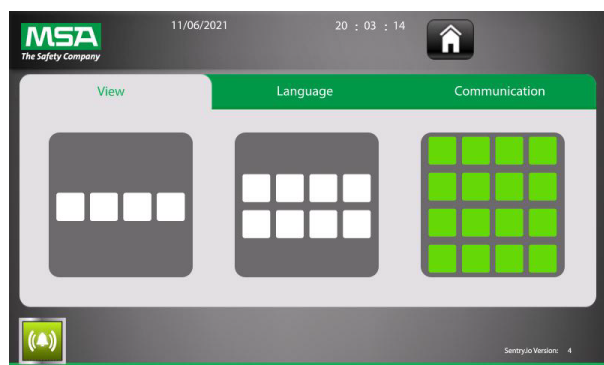 MSA
The Safety Company
11/06/2021
20 : 03 : 14
View
Language
Communication
Sentry.io Version: 4